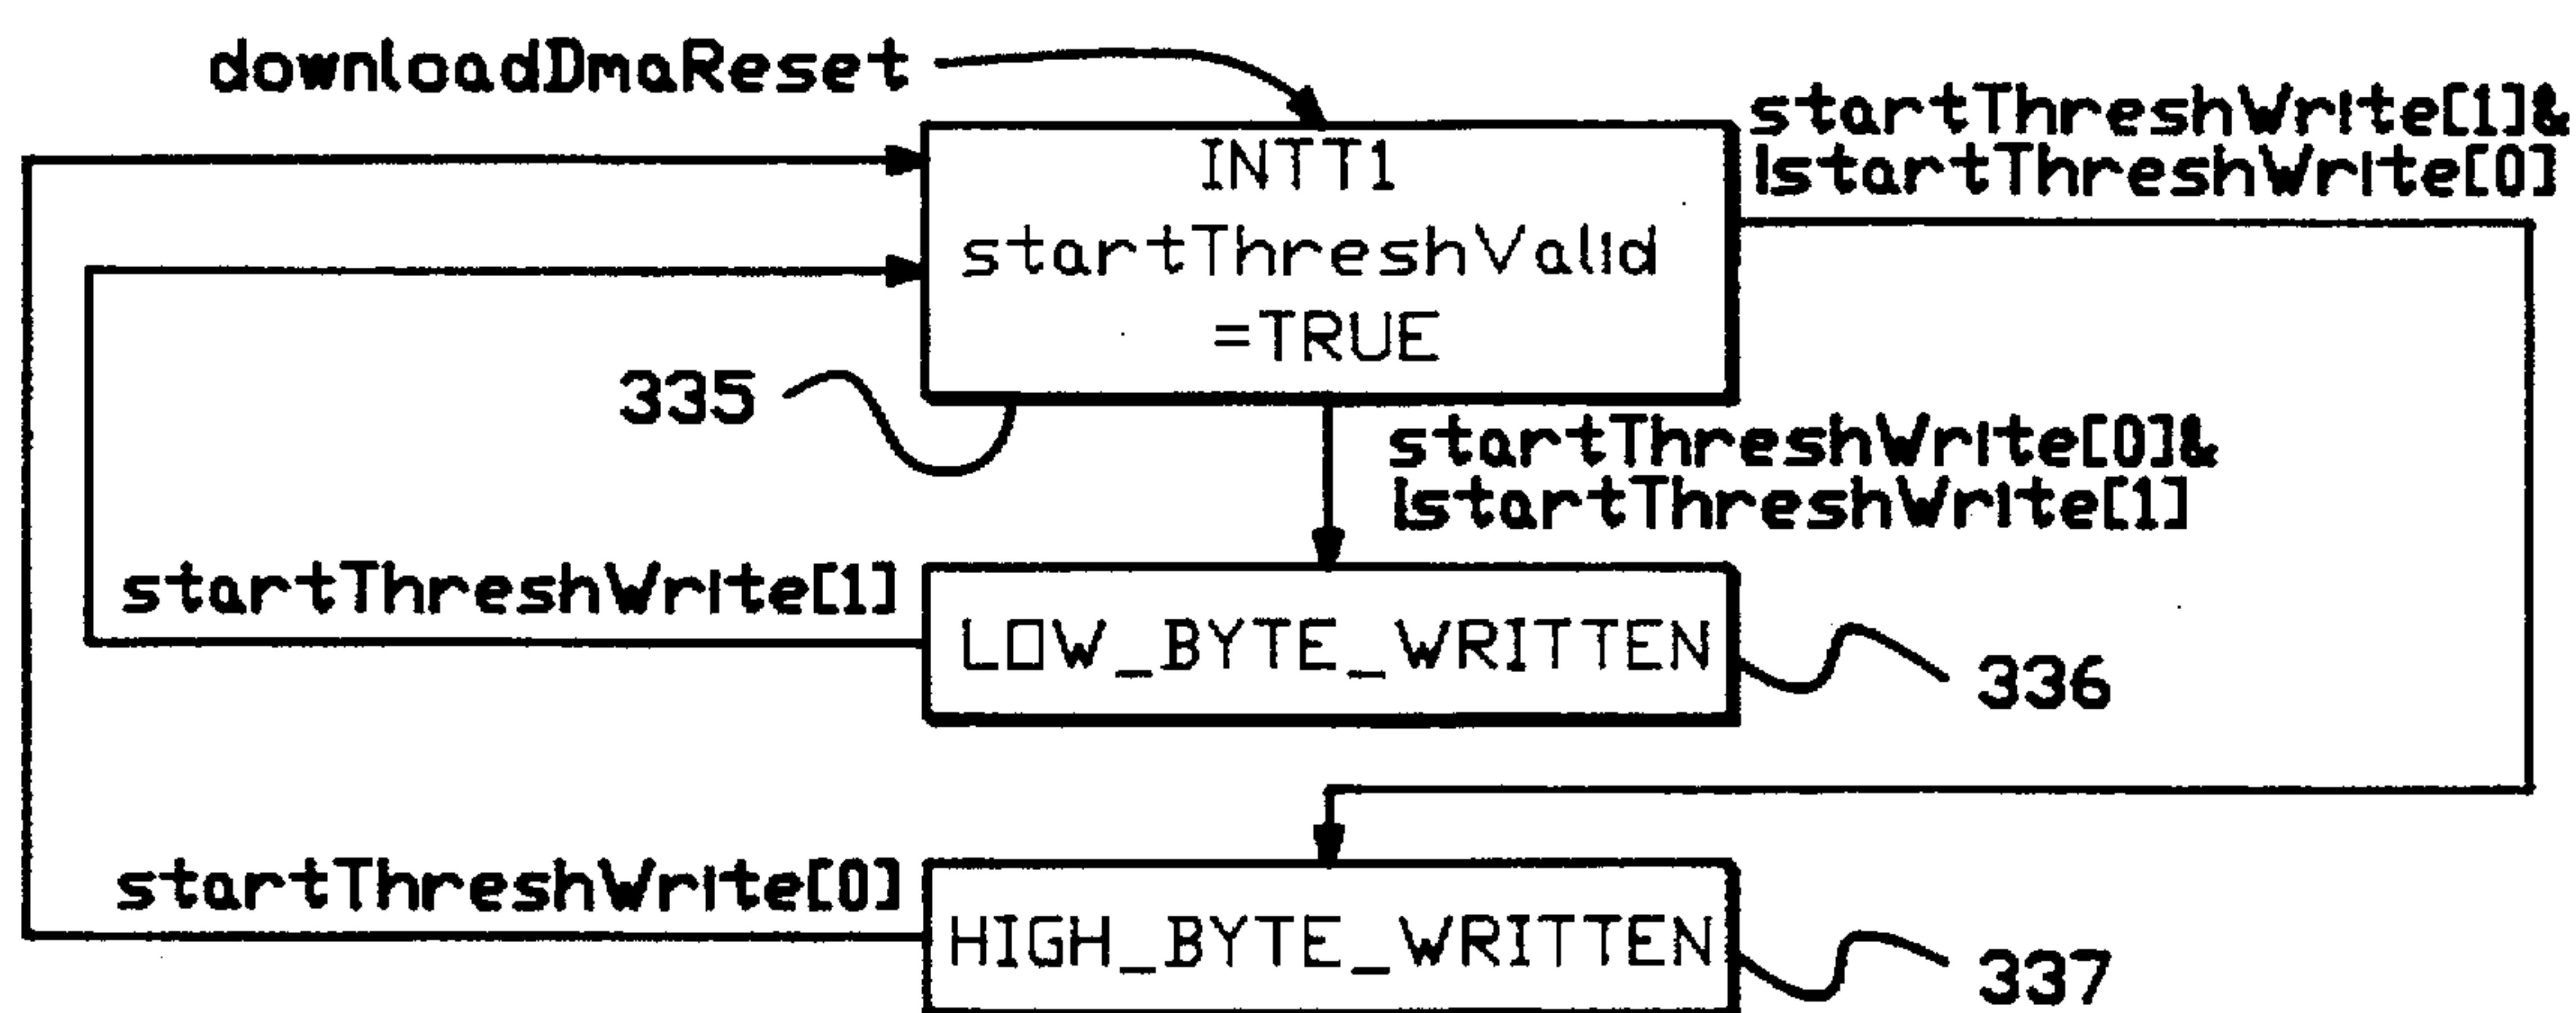 downloadDmaReset
startThreshWrite[1]&
!startThreshWrite[0]
INTT1
startThreshValid
=TRUE
335
startThreshWrite[0]&
!startThreshWrite[1]
startThreshWrite[1]
LOW_BYTE_WRITTEN
336
startThreshWrite[0]
HIGH_BYTE_WRITTEN
337